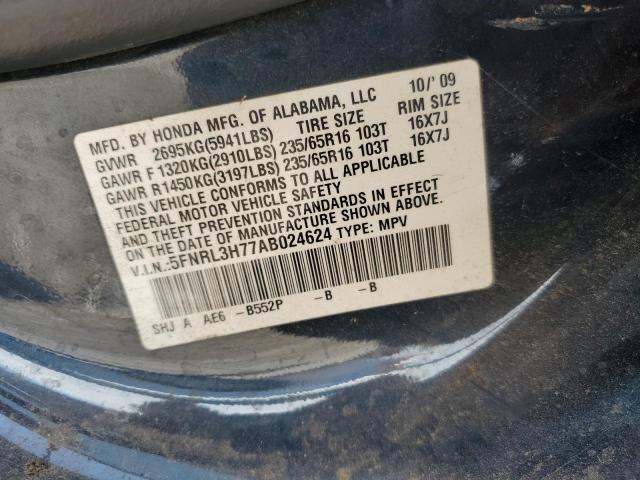 MFD. BY HONDA MFG. OF ALABAMA, LLC 10/'09
GVWR 2695KG(5941LBS) TIRE SIZE RIM SIZE
GAWR F 1320KG(2910LBS) 235/65R16 103T 16X7J
GAWR R1450KG(3197LBS) 235/65R16 103T 16X7J
THIS VEHICLE CONFORMS TO ALL APPLICABLE
FEDERAL MOTOR VEHICLE SAFETY
AND THEFT PREVENTION STANDARDS IN EFFECT
ON THE DATE OF MANUFACTURE SHOWN ABOVE.
V.I.N.:5FNRL3H77AB024624 TYPE: MPV
SHJ A AE6 -B552P -B -B